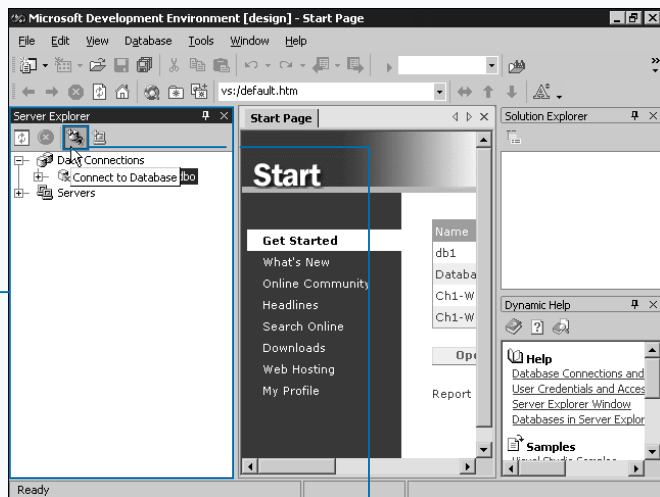 Microsoft Development Environment [design] - Start Page
File Edit View Database Tools Window Help
vs:/default.htm
Server Explorer
Start Page
Solution Explorer
Data Connections
Connect to Database
dbo
Servers
Start
Get Started
What's New
Online Community
Headlines
Search Online
Downloads
Web Hosting
My Profile
Name
db1
Databa
Ch1-W
Ch1-W
Ope
Report
Dynamic Help
Help
Database Connections and
User Credentials and Acces
Server Explorer Window
Databases in Server Explor
Samples
Visual Studio Samples
Ready